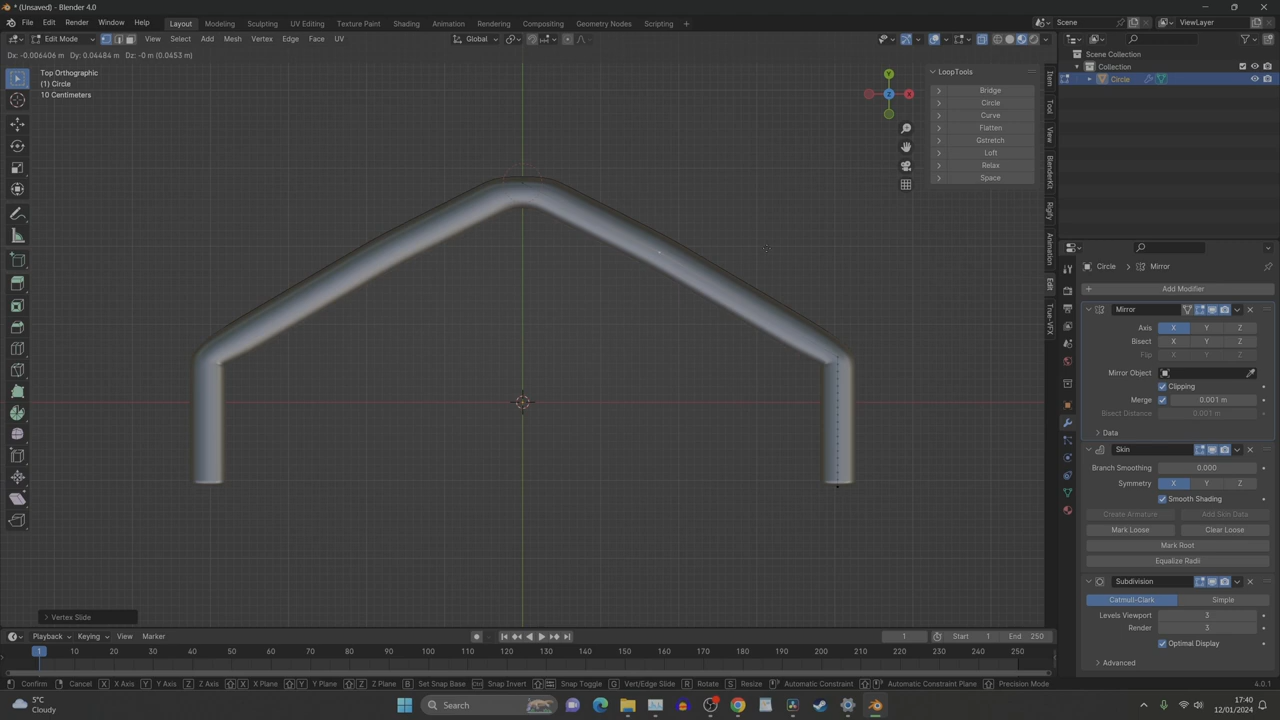 * (Unsaved) - Blender 4.0
File Edit Render Window Help Layout Modeling Sculpting UV Editing Texture Paint Shading Animation Rendering Compositing Geometry Nodes Scripting + Scene ViewLayer
Edit Mode View Select Add Mesh Vertex Edge Face UV Global
Dx: -0.006406 m Dy: 0.04484 m Dz: -0 m (0.0453 m)
Top Orthographic
(1) Circle
10 Centimeters
Scene Collection
Collection
Circle
LoopTools
Bridge
Circle
Curve
Flatten
Gstretch
Loft
Relax
Space
Y
X
Z
Item
Tool
View
BlenderKit
Rigify
Animation
Edit
True-VFX
Circle > Mirror
Add Modifier
Mirror
Axis X Y Z
Bisect X Y Z
Flip X Y Z
Mirror Object
Clipping
Merge 0.001 m
Bisect Distance 0.001 m
Data
Skin
Branch Smoothing 0.000
Symmetry X Y Z
Smooth Shading
Create Armature Add Skin Data
Mark Loose Clear Loose
Mark Root
Equalize Radii
Subdivision
Catmull-Clark Simple
Levels Viewport 3
Render 3
Optimal Display
Advanced
Vertex Slide
Playback Keying View Marker 1 Start 1 End 250
1 10 20 30 40 50 60 70 80 90 100 110 120 130 140 150 160 170 180 190 200 210 220 230 240 250
Confirm Cancel X X Axis Y Y Axis Z Z Axis X X Plane Y Y Plane Z Z Plane B Set Snap Base Snap Invert Snap Toggle G Vert/Edge Slide R Rotate S Resize Automatic Constraint Automatic Constraint Plane Precision Mode 4.0.1
5°C
Cloudy
Search
17:40
12/01/2024